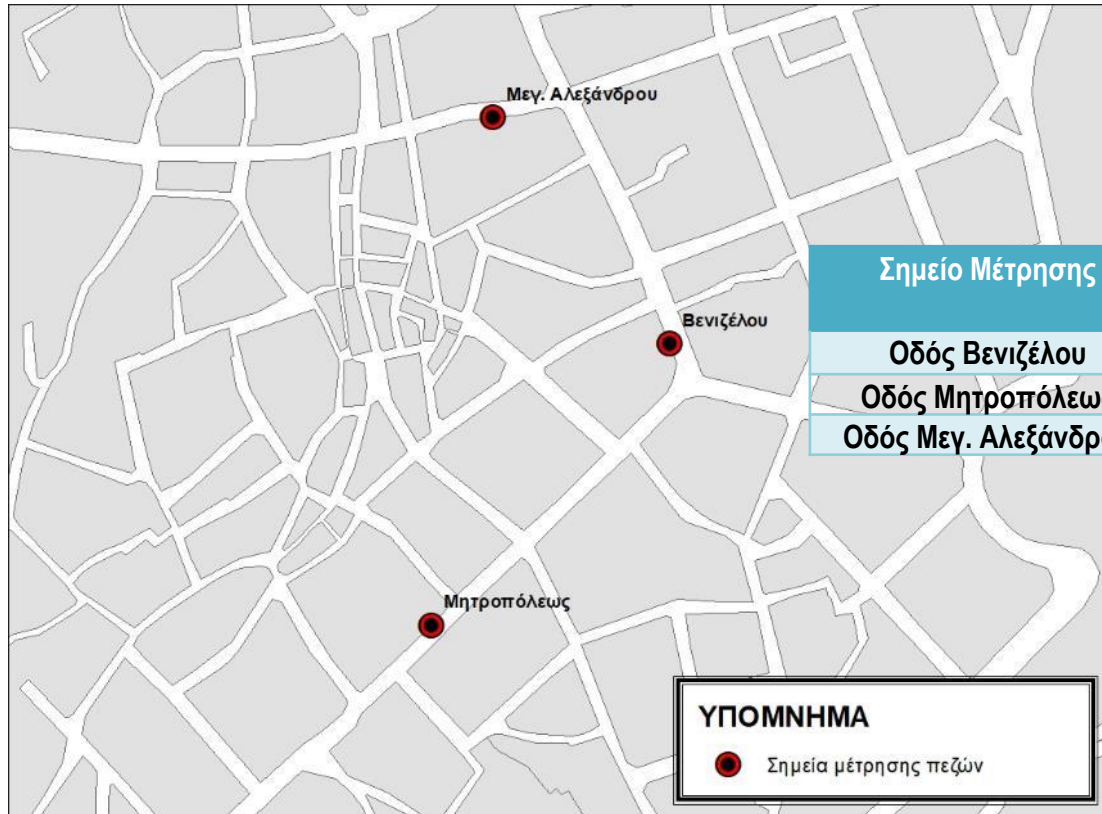 Μεγ. Αλεξάνδρου
Σημείο Μέτρησης
Βενιζέλου
Οδός Βενιζέλου
Οδός Μητροπόλεω
Οδός Μεγ. Αλεξάνδρ
Μητροπόλεως
ΥΠΟΜΝΗΜΑ
Σημεία μέτρησης πεζών